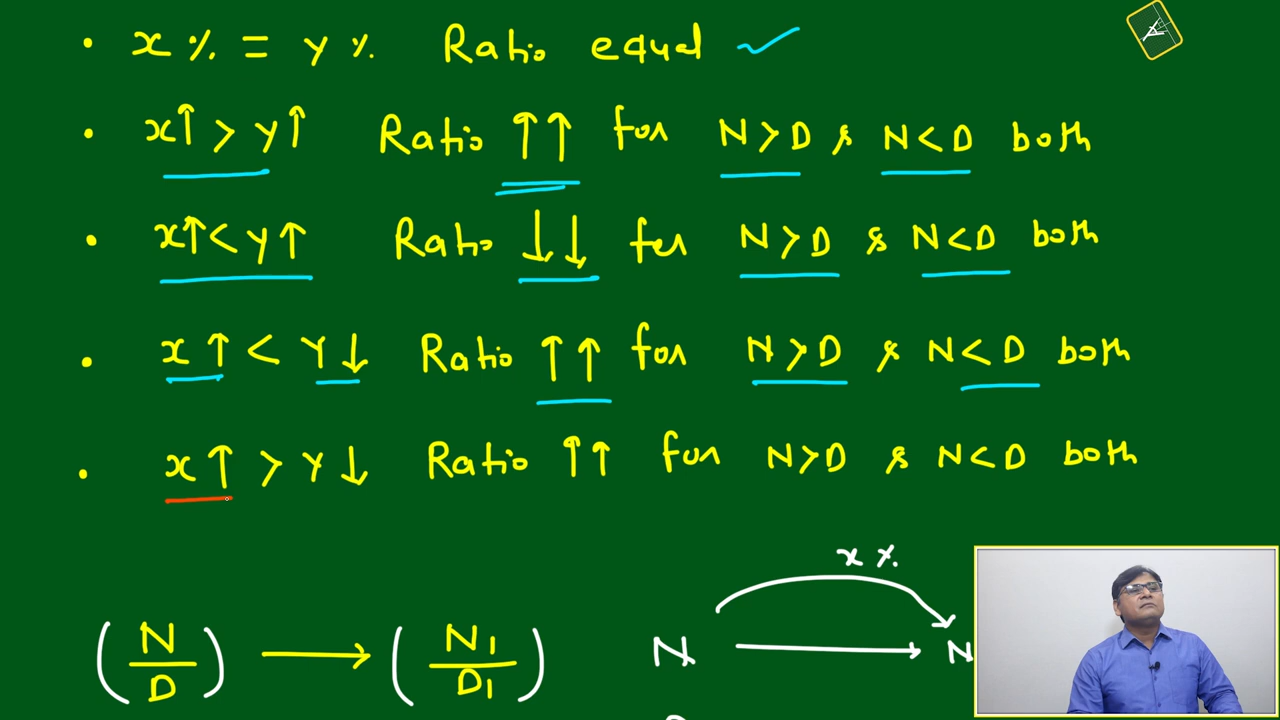 • x % = y % Ratio equal ✓
• x↑ > y↑ Ratio ↑↑ for N>D & N<D both
• x↑ < y↑ Ratio ↓↓ for N>D & N<D both
• x↑ < y↓ Ratio ↑↑ for N>D & N<D both
• x↑ > y↓ Ratio ↑↑ for N>D & N<D both
x %
(N/D) → (N1/D1) N → N